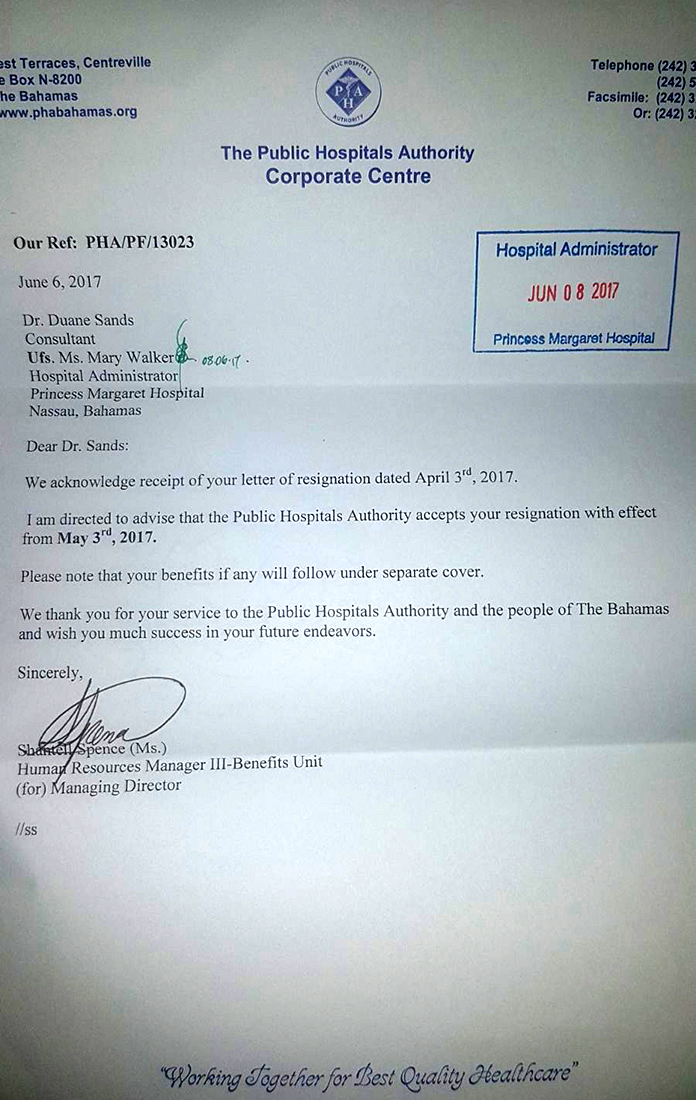 est Terraces, Centreville
e Box N-8200
he Bahamas
www.phabahamas.org
PUBLIC HOSPITALS
P A
H
AUTHORITY
Telephone (242) 3
(242) 5
Facsimile: (242) 3
Or: (242) 3
The Public Hospitals Authority
Corporate Centre
Our Ref: PHA/PF/13023
Hospital Administrator
JUN 08 2017
Princess Margaret Hospital
June 6, 2017
Dr. Duane Sands
Consultant
Ufs. Ms. Mary Walker 08·06·17.
Hospital Administrator
Princess Margaret Hospital
Nassau, Bahamas
Dear Dr. Sands:
We acknowledge receipt of your letter of resignation dated April 3rd, 2017.
I am directed to advise that the Public Hospitals Authority accepts your resignation with effect
from May 3rd, 2017.
Please note that your benefits if any will follow under separate cover.
We thank you for your service to the Public Hospitals Authority and the people of The Bahamas
and wish you much success in your future endeavors.
Sincerely,
Shantell Spence (Ms.)
Human Resources Manager III-Benefits Unit
(for) Managing Director
//ss
"Working Together for Best Quality Healthcare"